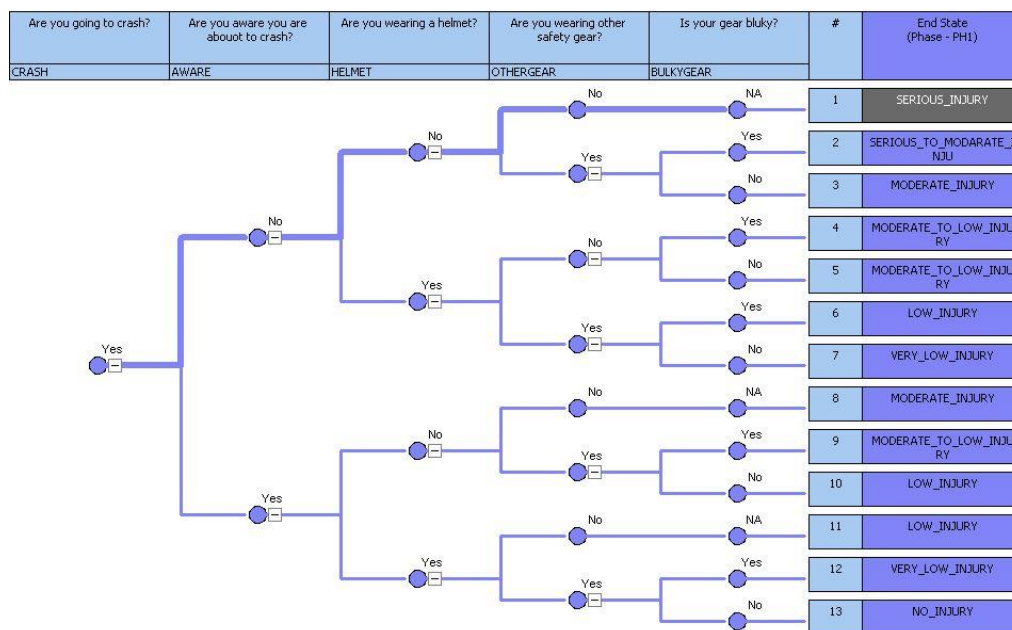 Are you going to crash?
Are you aware you are
abouot to crash?
Are you wearing a helmet?
Are you wearing other
safety gear?
Is your gear bluky?
#
End State
(Phase - PH1)
CRASH
AWARE
HELMET
OTHERGEAR
BULKYGEAR
No
NA
1
SERIOUS_INJURY
No
Yes
2
SERIOUS_TO_MODARATE_I
NJU
Yes
No
3
MODERATE_INJURY
No
Yes
4
MODERATE_TO_LOW_INJU
RY
No
No
5
MODERATE_TO_LOW_INJU
RY
Yes
Yes
6
LOW_INJURY
Yes
No
7
VERY_LOW_INJURY
Yes
No
NA
8
MODERATE_INJURY
No
Yes
9
MODERATE_TO_LOW_INJU
RY
Yes
No
10
LOW_INJURY
Yes
No
NA
11
LOW_INJURY
Yes
Yes
12
VERY_LOW_INJURY
Yes
No
13
NO_INJURY